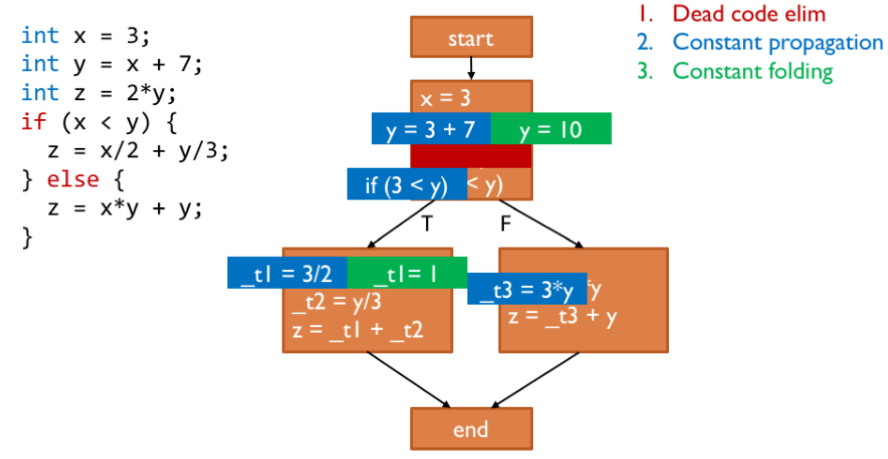 int x = 3;
int y = x + 7;
int z = 2*y;
if (x < y) {
  z = x/2 + y/3;
} else {
  z = x*y + y;
}
1. Dead code elim
2. Constant propagation
3. Constant folding
start
x = 3
y = 3 + 7 y = 10
if (3 < y) < y)
T F
_t1 = 3/2 _t1= 1
_t2 = y/3
z = _t1 + _t2
_t3 = 3*y y
z = _t3 + y
end